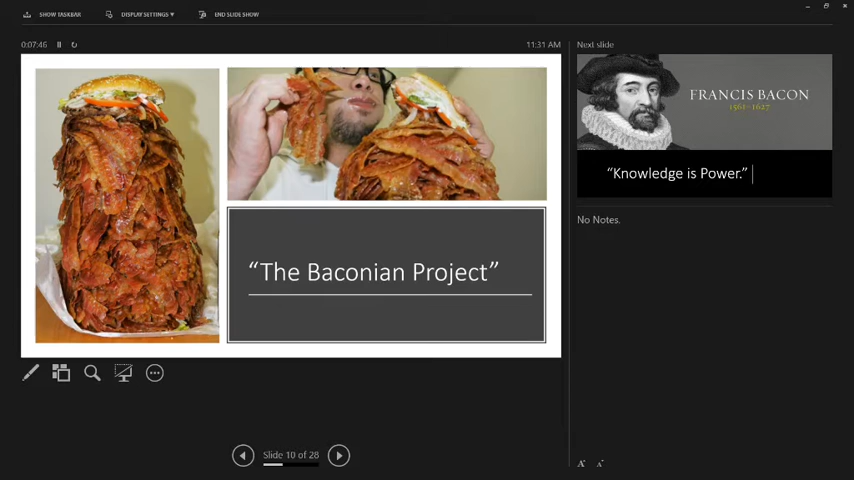 SHOW TASKBAR
DISPLAY SETTINGS ▾
END SLIDE SHOW
0:07:46
11:31 AM
“The Baconian Project”
Slide 10 of 28
Next slide
FRANCIS BACON
1561–1627
“Knowledge is Power.”
No Notes.
A A